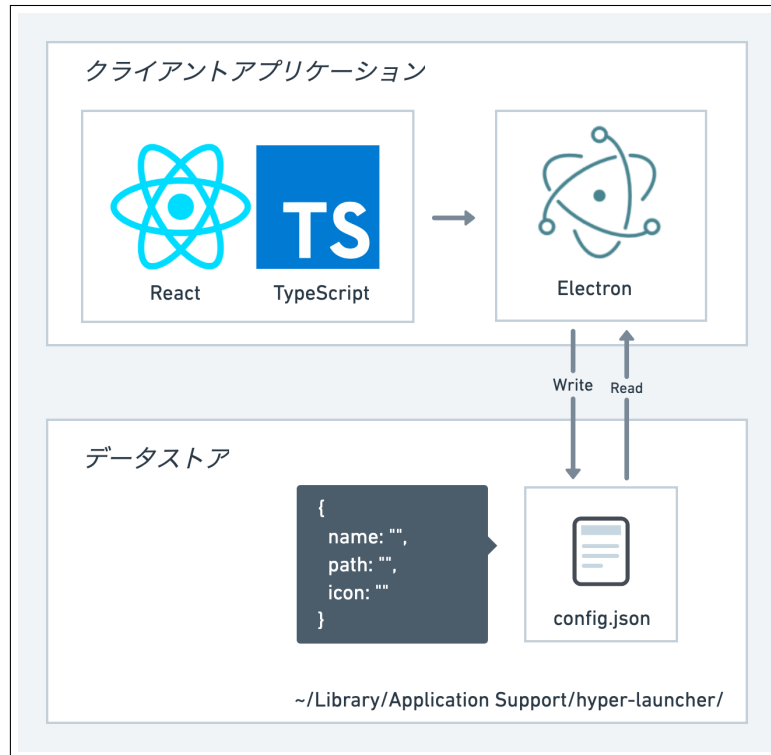 クライアントアプリケーション
TS
React
TypeScript
Electron
Write
Read
データストア
{
name: "",
path: "",
icon: ""
}
config.json
~/Library/Application Support/hyper-launcher/